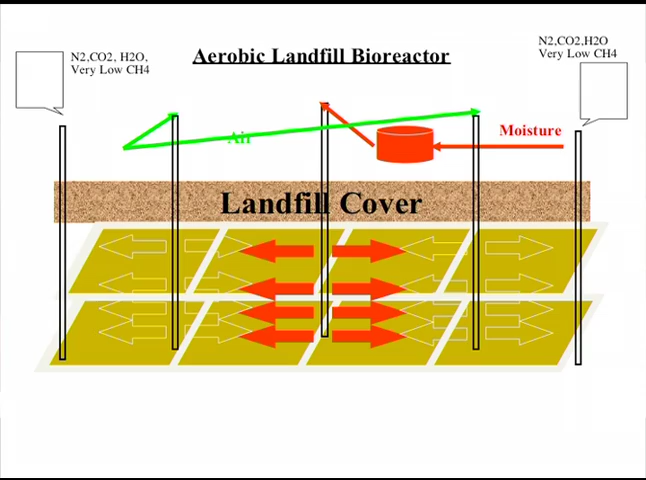 Aerobic Landfill Bioreactor
N2,CO2, H2O,
Very Low CH4
N2,CO2,H2O
Very Low CH4
Air
Moisture
Landfill Cover